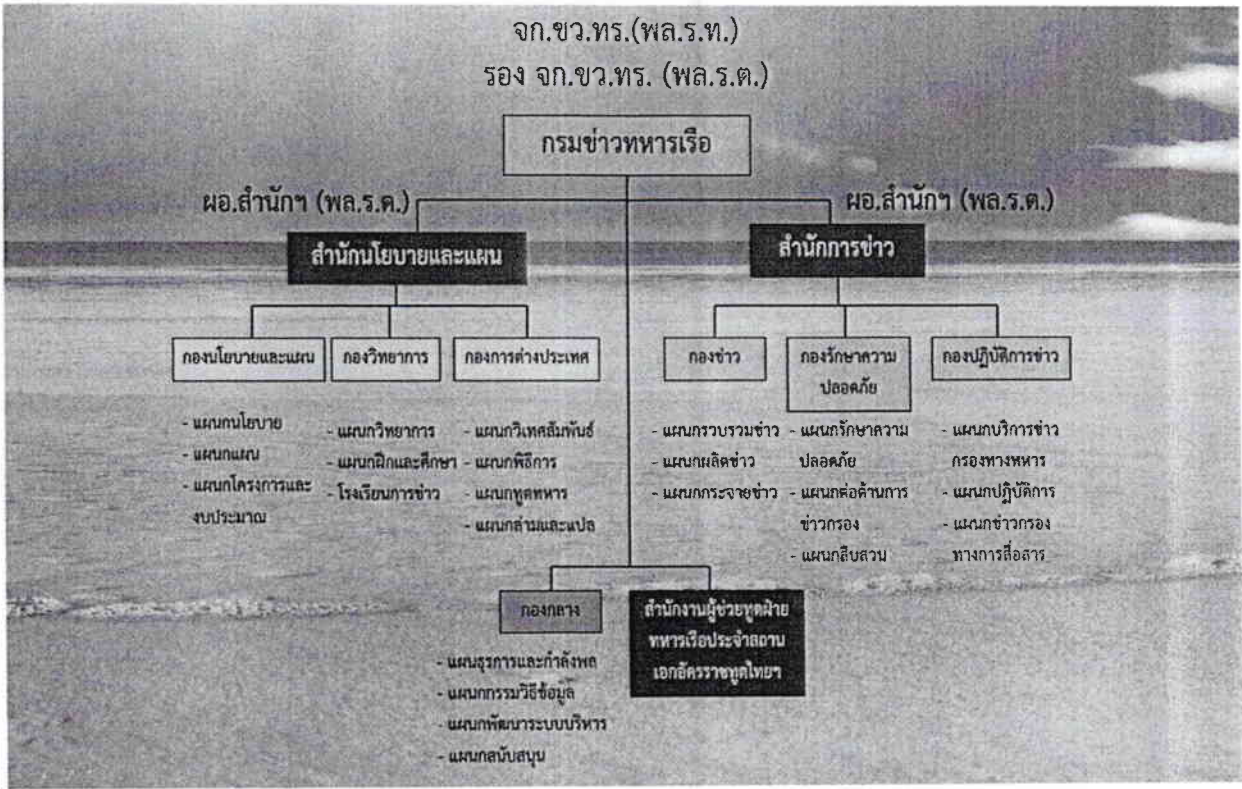 จก.ขว.ทร.(พล.ร.ท.)
รอง จก.ขว.ทร. (พล.ร.ต.)
กรมข่าวทหารเรือ
ผอ.สำนักฯ (พล.ร.ต.)
ผอ.สำนักฯ (พล.ร.ต.)
สำนักนโยบายและแผน
สำนักการข่าว
กองนโยบายและแผน
- แผนกนโยบาย
- แผนกแผน
- แผนกโครงการและ
งบประมาณ
กองวิทยาการ
- แผนกวิทยาการ
- แผนกฝึกและศึกษา
- โรงเรียนการข่าว
กองการต่างประเทศ
- แผนกวิเทศสัมพันธ์
- แผนกพิธีการ
- แผนกทูตทหาร
- แผนกล่ามและแปล
กองข่าว
- แผนกรวบรวมข่าว
- แผนกผลิตข่าว
- แผนกกระจายข่าว
กองรักษาความ
ปลอดภัย
- แผนกรักษาความ
ปลอดภัย
- แผนกต่อต้านการ
ข่าวกรอง
- แผนกสืบสวน
กองปฏิบัติการข่าว
- แผนกบริการข่าว
กรองทางทหาร
- แผนกปฏิบัติการ
- แผนกข่าวกรอง
ทางการสื่อสาร
กองกลาง
- แผนธุรการและกำลังพล
- แผนกกรรมวิธีข้อมูล
- แผนกพัฒนาระบบบริหาร
- แผนกสนับสนุน
สำนักงานผู้ช่วยทูตฝ่าย
ทหารเรือประจำสถาน
เอกอัครราชทูตไทยฯ